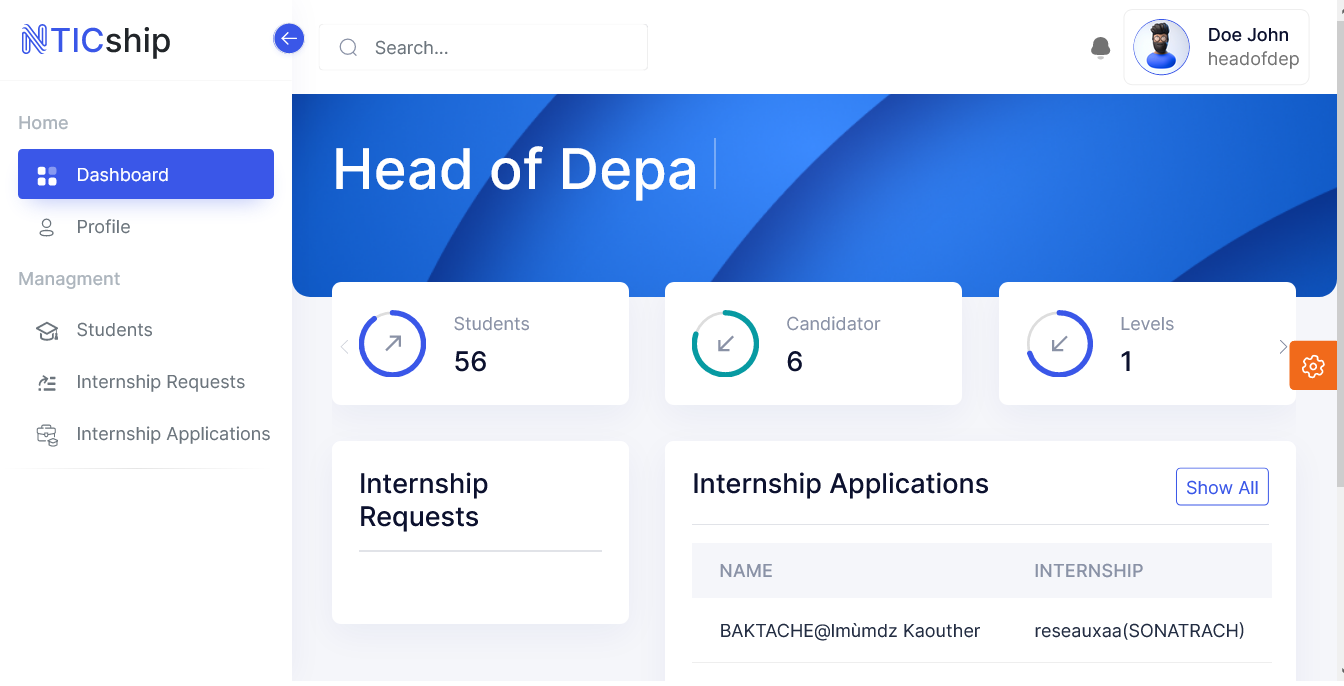 NTICship
Search...
Doe John
headofdep
Home
Dashboard
Profile
Managment
Students
Internship Requests
Internship Applications
Head of Depa
Students
56
Candidator
6
Levels
1
Internship
Requests
Internship Applications
Show All
NAME INTERNSHIP
BAKTACHE@lmùmdz Kaouther reseauxaa(SONATRACH)